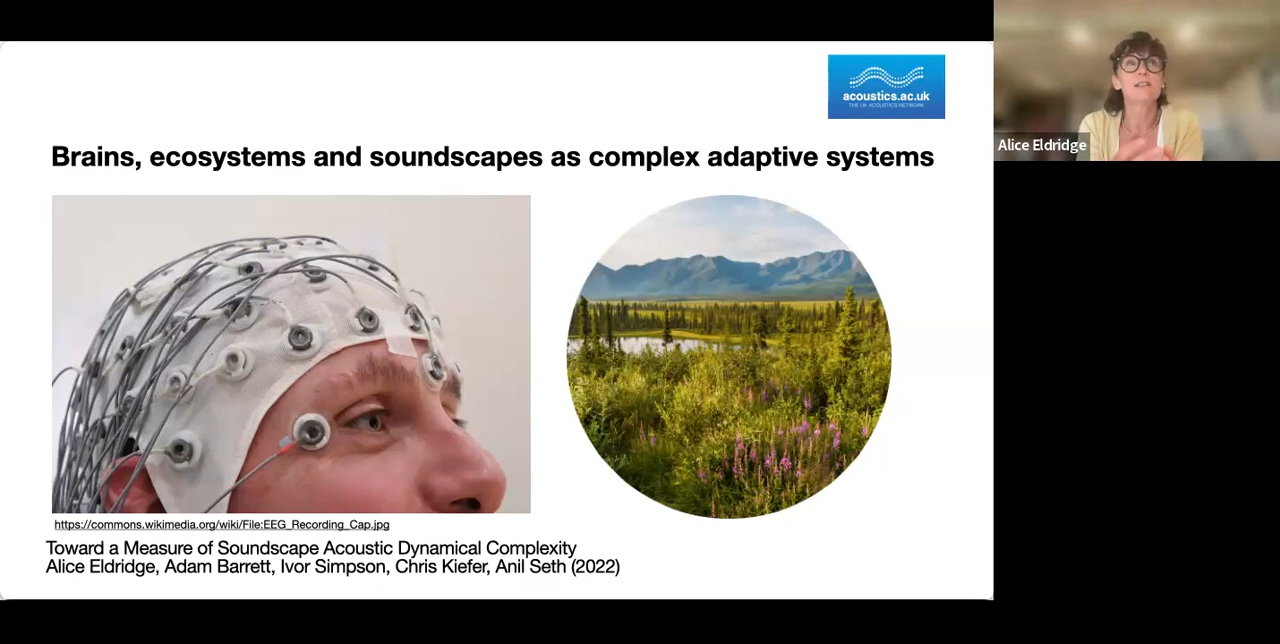 acoustics.ac.uk
THE UK ACOUSTICS NETWORK
Brains, ecosystems and soundscapes as complex adaptive systems
Alice Eldridge
https://commons.wikimedia.org/wiki/File:EEG_Recording_Cap.jpg
Toward a Measure of Soundscape Acoustic Dynamical Complexity
Alice Eldridge, Adam Barrett, Ivor Simpson, Chris Kiefer, Anil Seth (2022)